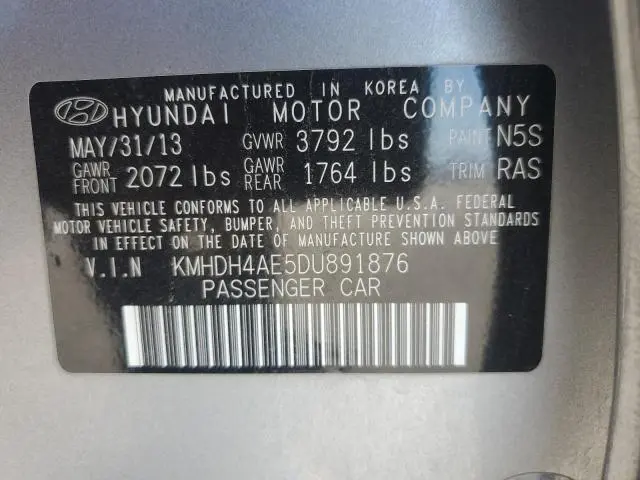 MANUFACTURED IN KOREA BY
HYUNDAI MOTOR COMPANY
MAY/31/13 GVWR 3792 lbs PAINT N5S
GAWR FRONT 2072 lbs GAWR REAR 1764 lbs TRIM RAS
THIS VEHICLE CONFORMS TO ALL APPLICABLE U.S.A. FEDERAL
MOTOR VEHICLE SAFETY, BUMPER, AND THEFT PREVENTION STANDARDS
IN EFFECT ON THE DATE OF MANUFACTURE SHOWN ABOVE
V.I.N KMHDH4AE5DU891876
PASSENGER CAR